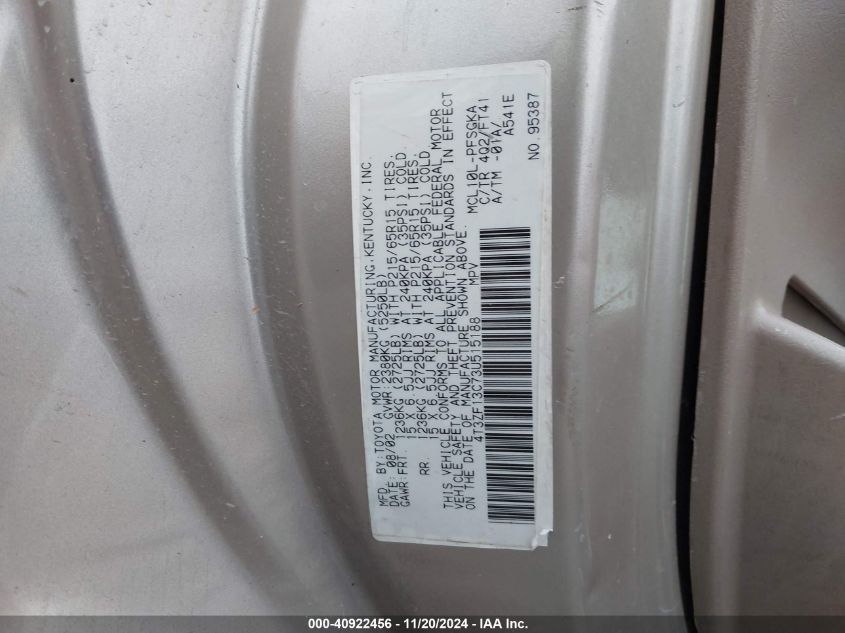 MFD. BY:TOYOTA MOTOR MANUFACTURING,KENTUCKY,INC.
DATE: 08/02 GVWR:2380KG (5250LB)
GAWR:FRT. 1236KG (2725LB) WITH P215/65R15 TIRES.
15 X 6.5JJ RIMS AT 240KPA (35PSI) COLD
RR. 1236KG (2725LB) WITH P215/65R15 TIRES.
15 X 6.5JJ RIMS AT 240KPA (35PSI) COLD
THIS VEHICLE CONFORMS TO ALL APPLICABLE FEDERAL MOTOR
VEHICLE SAFETY AND THEFT PREVENTION STANDARDS IN EFFECT
ON THE DATE OF MANUFACTURE SHOWN ABOVE.
4T3ZF13C73U515188 MPV
MCL10L-PFSGKA
C/TR 4Q2/FT41
A/TM -01A/
A541E
NO.95387
000-40922456 - 11/20/2024 - IAA Inc.